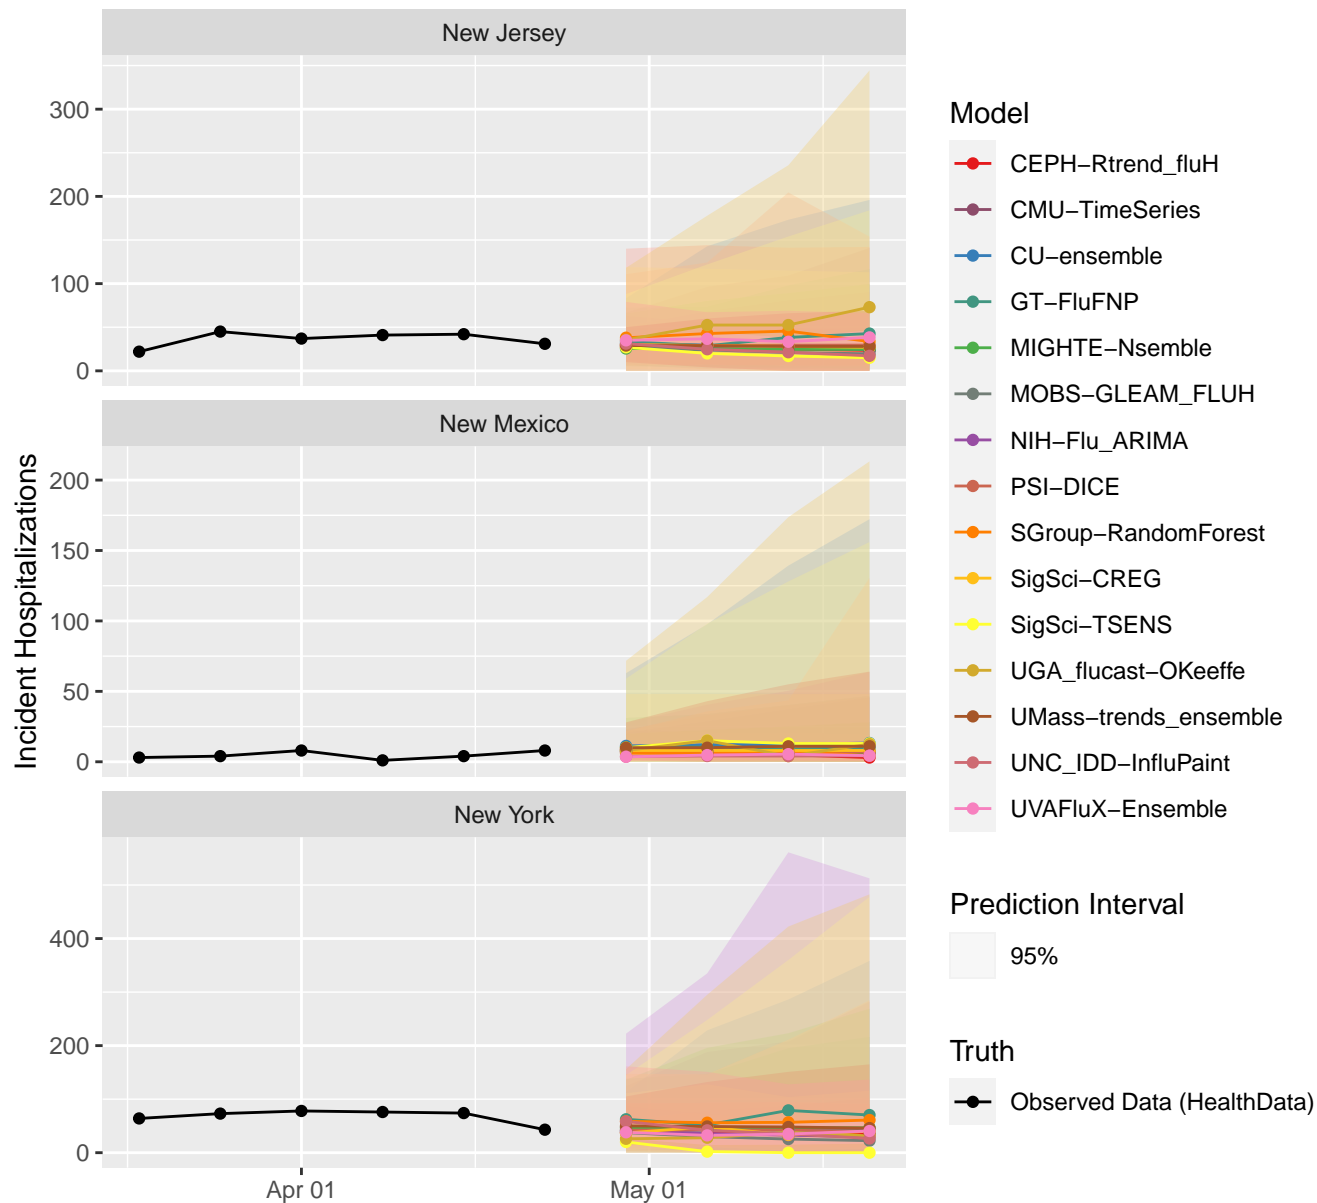 New Jersey
300
200
100
0
New Mexico
200
150
100
50
0
New York
400
200
0
Apr 01
May 01
Incident Hospitalizations
Model
CEPH−Rtrend_fluH
CMU−TimeSeries
CU−ensemble
GT−FluFNP
MIGHTE−Nsemble
MOBS−GLEAM_FLUH
NIH−Flu_ARIMA
PSI−DICE
SGroup−RandomForest
SigSci−CREG
SigSci−TSENS
UGA_flucast−OKeeffe
UMass−trends_ensemble
UNC_IDD−InfluPaint
UVAFluX−Ensemble
Prediction Interval
95%
Truth
Observed Data (HealthData)